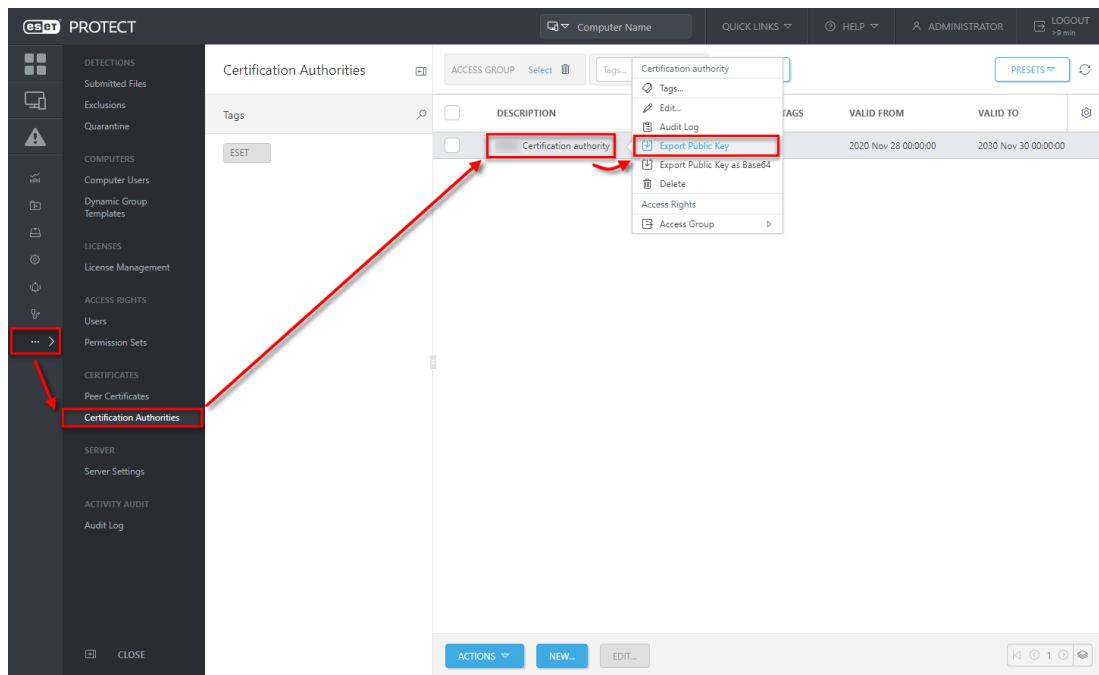 eseT PROTECT
Computer Name
QUICK LINKS
HELP
ADMINISTRATOR
LOGOUT
>9 min
DETECTIONS
Submitted Files
Exclusions
Quarantine
COMPUTERS
Computer Users
Dynamic Group
Templates
LICENSES
License Management
ACCESS RIGHTS
Users
Permission Sets
CERTIFICATES
Peer Certificates
Certification Authorities
SERVER
Server Settings
ACTIVITY AUDIT
Audit Log
CLOSE
Certification Authorities
Tags
ESET
ACCESS GROUP Select
Tags...
PRESETS
DESCRIPTION
TAGS
VALID FROM
VALID TO
Certification authority
2020 Nov 28 00:00:00
2030 Nov 30 00:00:00
Certification authority
Tags...
Edit...
Audit Log
Export Public Key
Export Public Key as Base64
Delete
Access Rights
Access Group
ACTIONS
NEW...
EDIT...
1